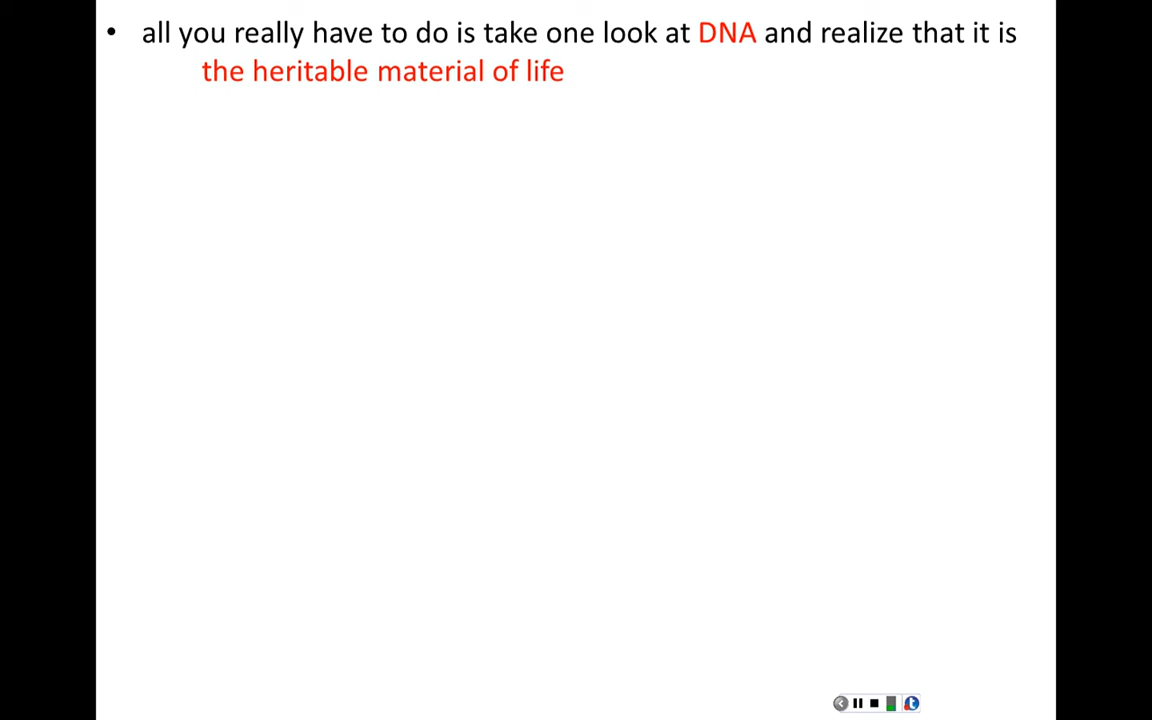 • all you really have to do is take one look at DNA and realize that it is
the heritable material of life